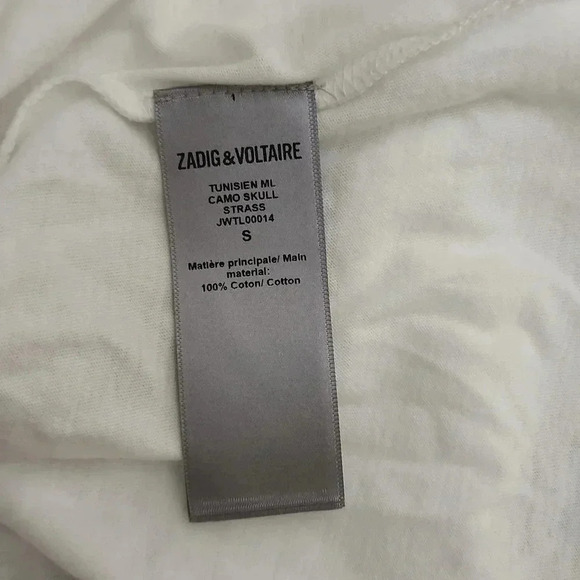 ZADIG & VOLTAIRE
TUNISIEN ML
CAMO SKULL
STRASS
JWTL00014
S
Matière principale/ Main
material:
100% Coton/ Cotton